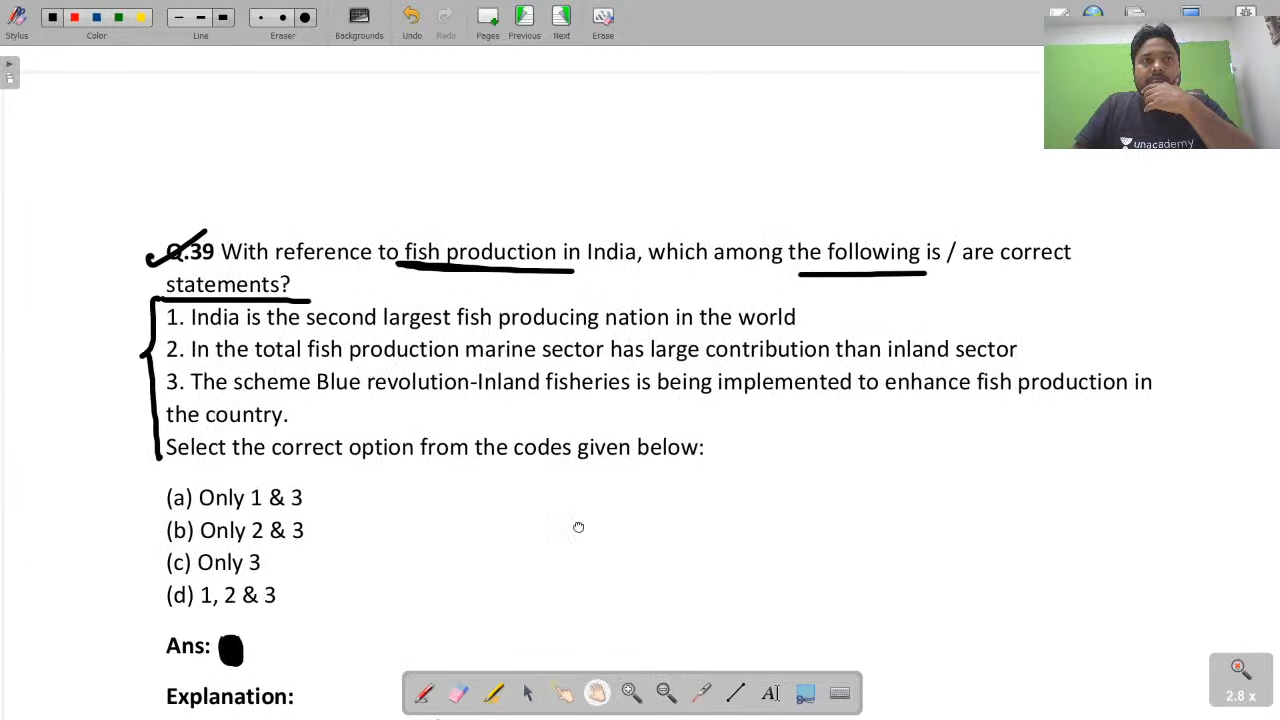 Stylus
Color
Line
Eraser
Backgrounds
Undo
Redo
Pages
Previous
Next
Erase
unacademy
Q.39 With reference to fish production in India, which among the following is / are correct
statements?
1. India is the second largest fish producing nation in the world
2. In the total fish production marine sector has large contribution than inland sector
3. The scheme Blue revolution-Inland fisheries is being implemented to enhance fish production in
the country.
Select the correct option from the codes given below:
(a) Only 1 & 3
(b) Only 2 & 3
(c) Only 3
(d) 1, 2 & 3
Ans:
Explanation:
2.8 x